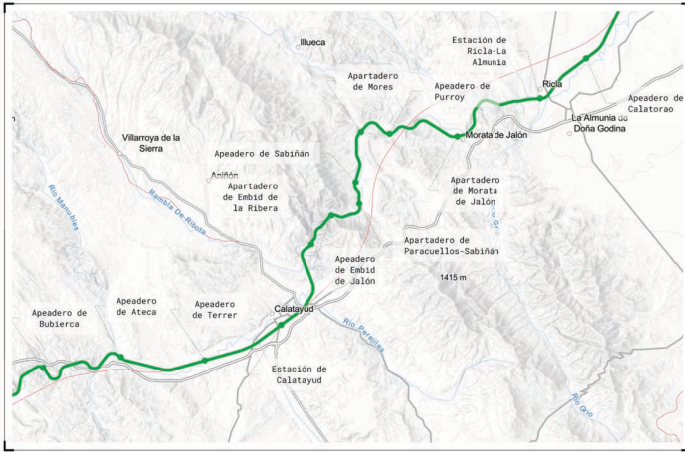 Illueca
Estación de
Ricla-La
Almunia
Apartadero
de Mores
Apeadero de
Purroy
Ricla
Apeadero de
Calatorao
La Almunia de
Doña Godina
Villarroya de la
Sierra
Morata de Jalón
Apeadero de Sabiñán
Aniñón
Apartadero
de Embid de
la Ribera
Apartadero
de Morata
de Jalón
Río Manubles
Rambla De Ribota
Apartadero de
Paracuellos-Sabiñán
Apeadero
de Embid
de Jalón
1415 m
Apeadero de
Bubierca
Apeadero
de Ateca
Apeadero
de Terrer
Calatayud
Río Perejiles
Estación de
Calatayud
Río Grio